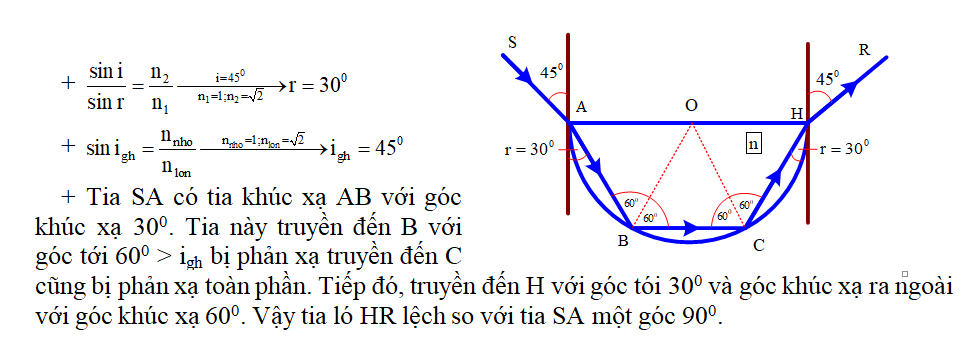 + sin i / sin r = n₂ / n₁ —(i=45⁰; n₁=1;n₂=√2)→ r = 30⁰
+ sin i_gh = n_nho / n_lon —(n_nho=1;n_lon=√2)→ i_gh = 45⁰
+ Tia SA có tia khúc xạ AB với góc
khúc xạ 30⁰. Tia này truyền đến B với
góc tới 60⁰ > i_gh bị phản xạ truyền đến C
cũng bị phản xạ toàn phần. Tiếp đó, truyền đến H với góc tói 30⁰ và góc khúc xạ ra ngoài
với góc khúc xạ 60⁰. Vậy tia ló HR lệch so với tia SA một góc 90⁰.
S
R
45⁰
45⁰
A
O
H
n
r = 30⁰
r = 30⁰
60⁰
60⁰
60⁰
60⁰
B
C